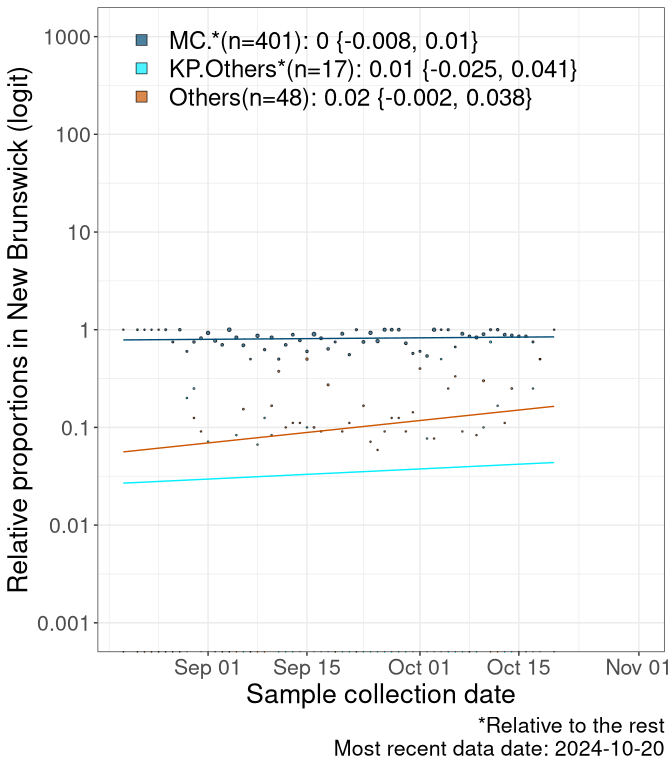 MC.*(n=401): 0 {-0.008, 0.01}
KP.Others*(n=17): 0.01 {-0.025, 0.041}
Others(n=48): 0.02 {-0.002, 0.038}
Relative proportions in New Brunswick (logit)
1000
100
10
1
0.1
0.01
0.001
Sep 01 Sep 15 Oct 01 Oct 15 Nov 01
Sample collection date
*Relative to the rest
Most recent data date: 2024-10-20